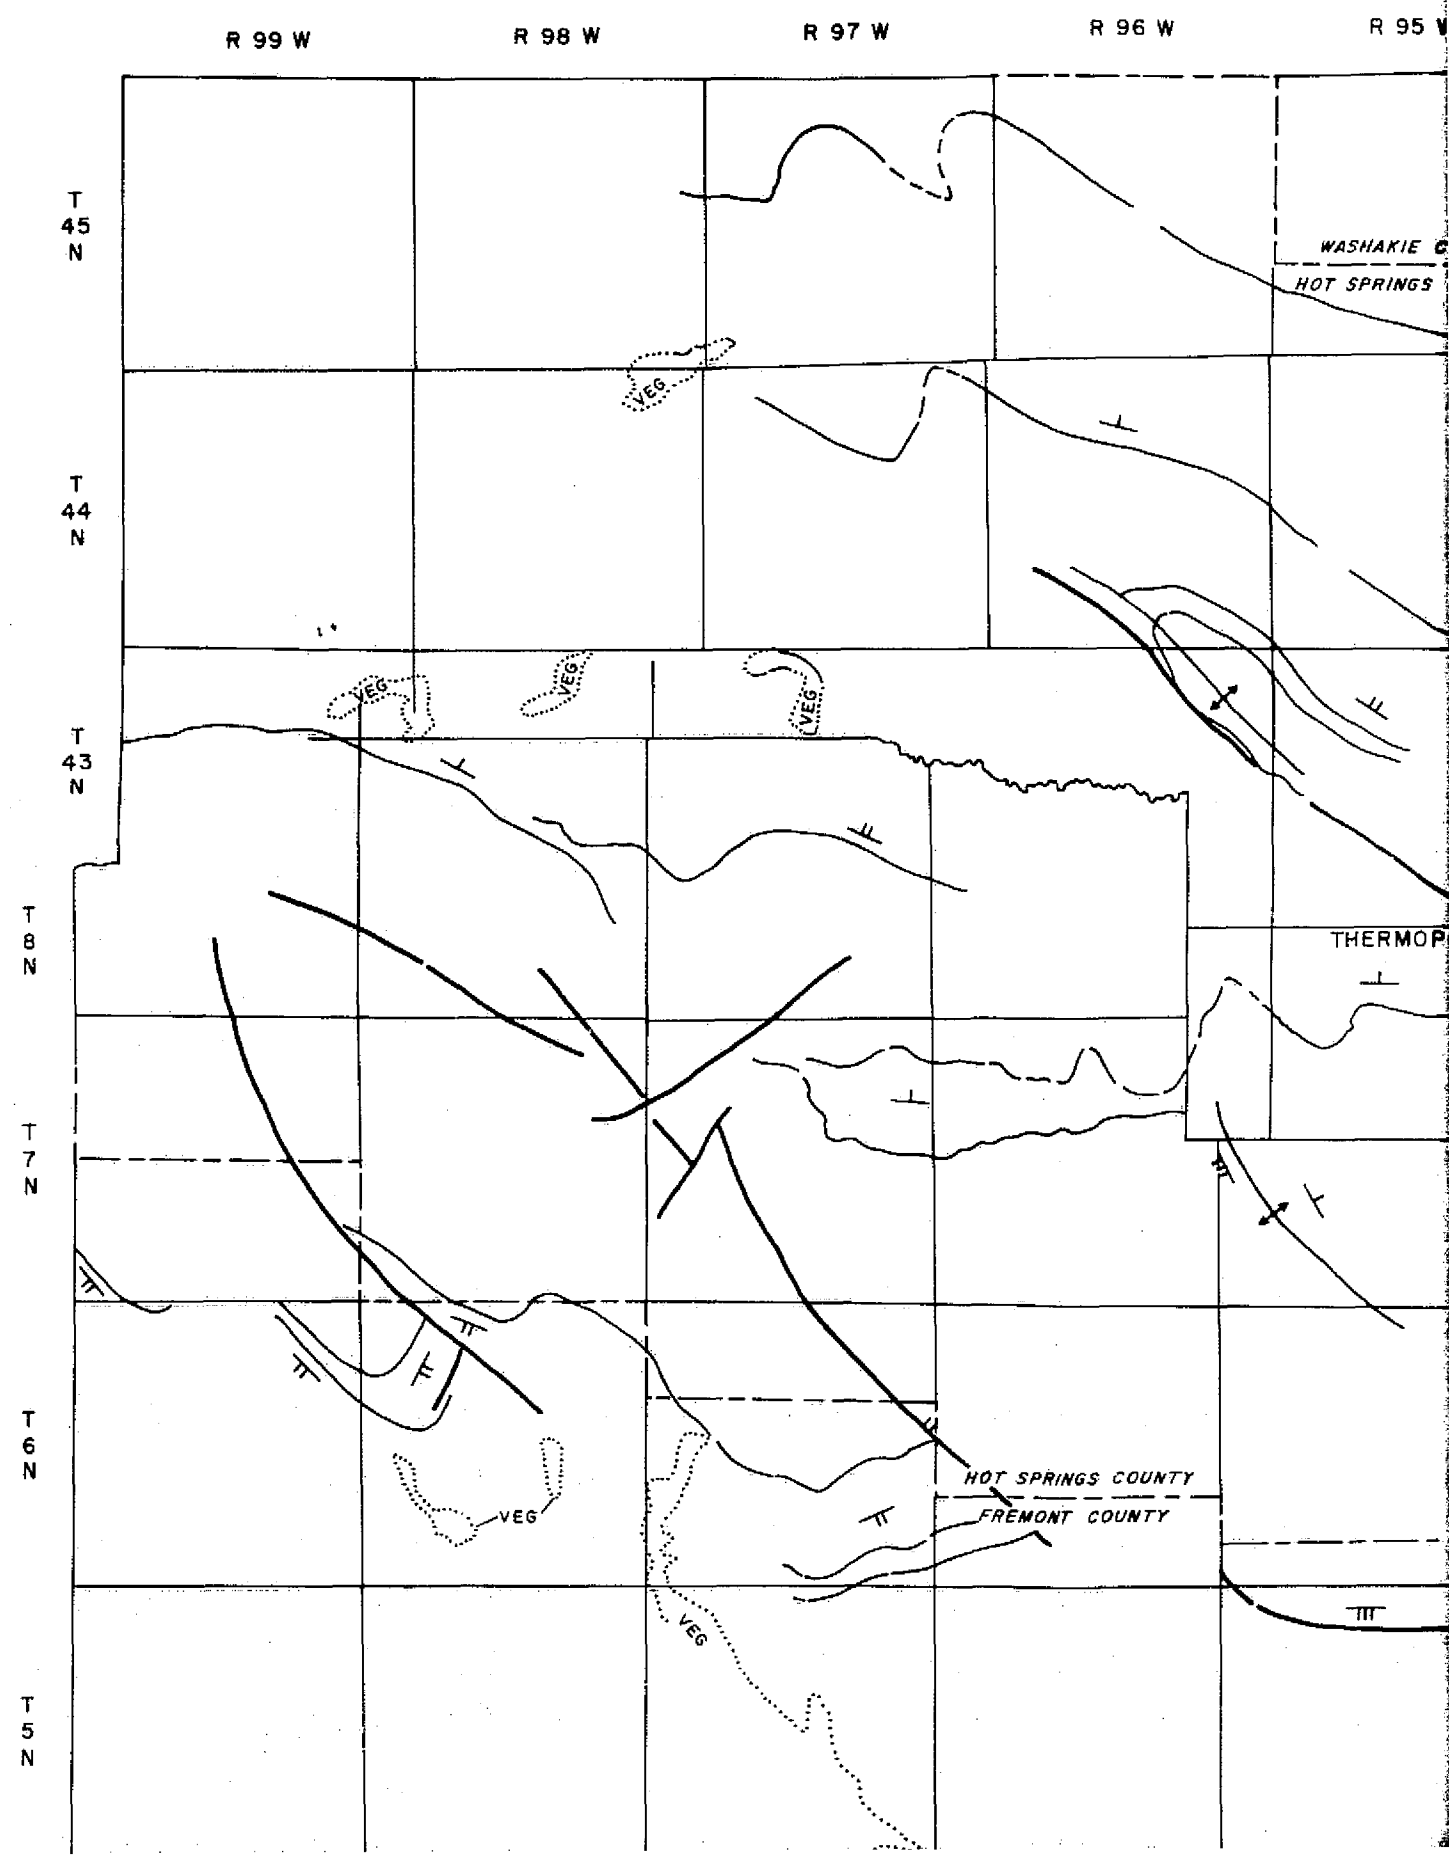 R 99 W
R 98 W
R 97 W
R 96 W
R 95 W
T
45
N
WASHAKIE C
HOT SPRINGS
VEG
T
44
N
VEG
VEG
VEG
T
43
N
T
8
N
THERMOP
T
7
N
T
6
N
HOT SPRINGS COUNTY
FREMONT COUNTY
VEG
VEG
T
5
N